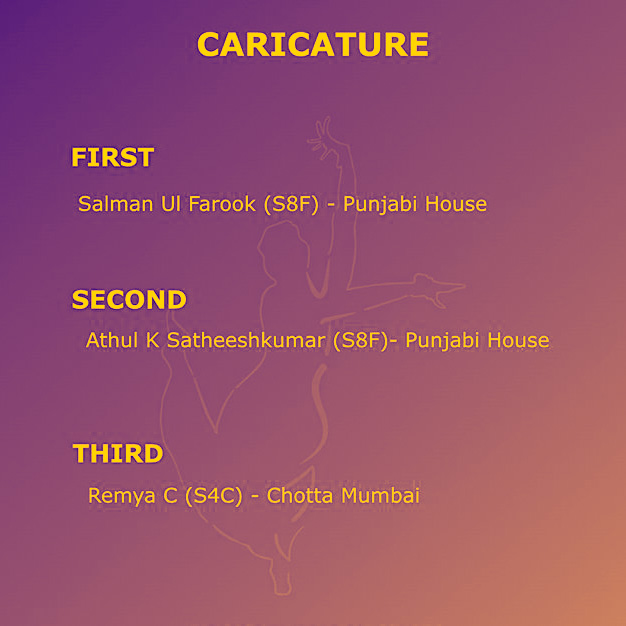 CARICATURE
FIRST
Salman Ul Farook (S8F) - Punjabi House
SECOND
Athul K Satheeshkumar (S8F)- Punjabi House
THIRD
Remya C (S4C) - Chotta Mumbai